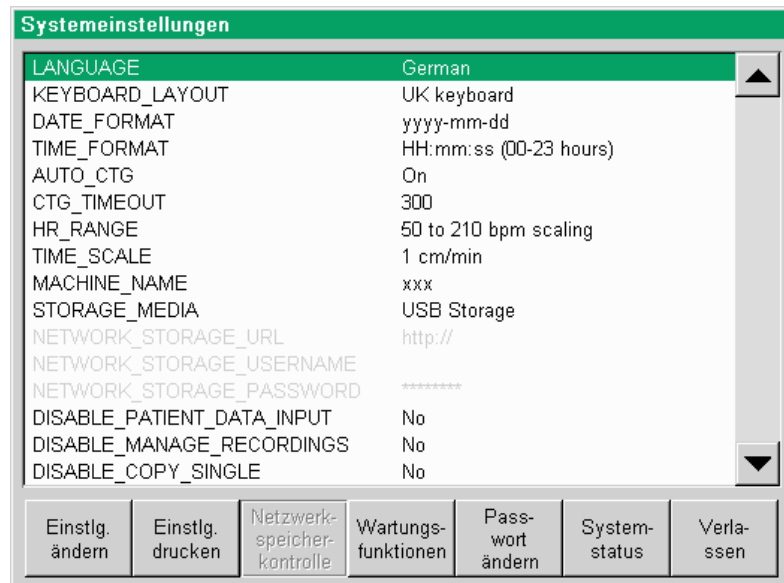 Systemeinstellungen
LANGUAGE German
KEYBOARD_LAYOUT UK keyboard
DATE_FORMAT yyyy-mm-dd
TIME_FORMAT HH:mm:ss (00-23 hours)
AUTO_CTG On
CTG_TIMEOUT 300
HR_RANGE 50 to 210 bpm scaling
TIME_SCALE 1 cm/min
MACHINE_NAME xxx
STORAGE_MEDIA USB Storage
NETWORK_STORAGE_URL http://
NETWORK_STORAGE_USERNAME
NETWORK_STORAGE_PASSWORD ********
DISABLE_PATIENT_DATA_INPUT No
DISABLE_MANAGE_RECORDINGS No
DISABLE_COPY_SINGLE No
Einstlg.
ändern
Einstlg.
drucken
Netzwerk-
speicher-
kontrolle
Wartungs-
funktionen
Pass-
wort
ändern
System-
status
Verla-
ssen